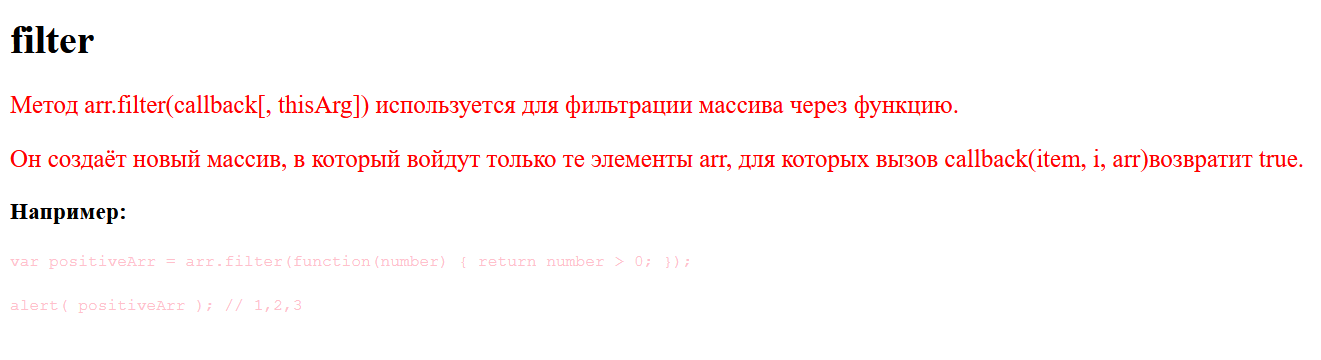 filter
Метод arr.filter(callback[, thisArg]) используется для фильтрации массива через функцию.
Он создаёт новый массив, в который войдут только те элементы arr, для которых вызов callback(item, i, arr)возвратит true.
Например:
var positiveArr = arr.filter(function(number) { return number > 0; });
alert( positiveArr ); // 1,2,3